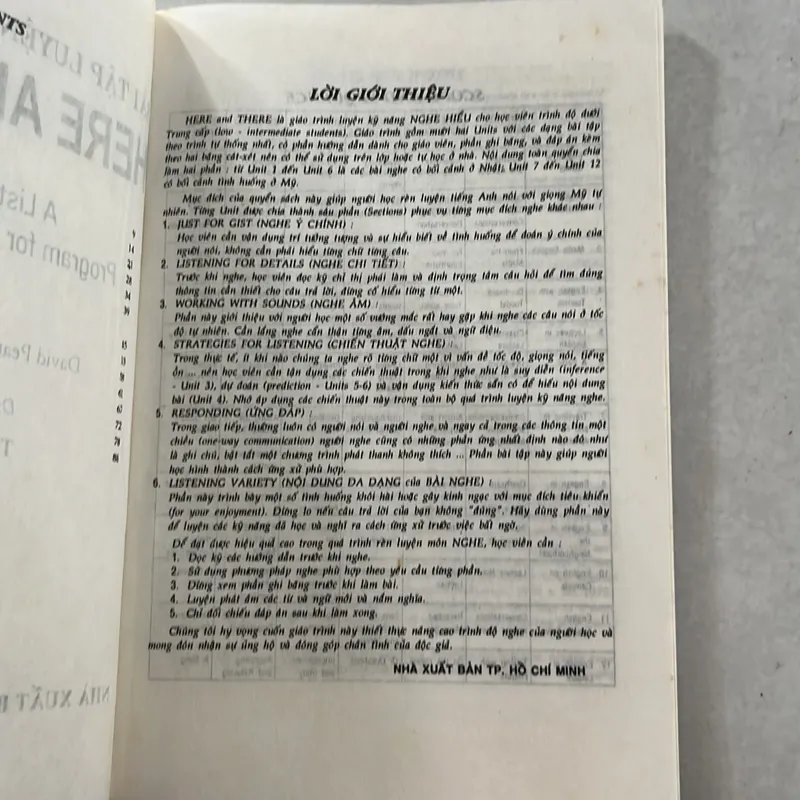 NTS
LỜI GIỚI THIỆU
HERE and THERE là giáo trình luyện kỹ năng NGHE HIỂU cho học viên trình độ dưới
Trung cấp (low - intermediate students). Giáo trình gồm mười hai Units với các dạng bài tập
theo trình tự thống nhất, có phần hướng dẫn dành cho giáo viên, phần ghi băng, và đáp án kèm
theo hai băng cát-xét nên có thể sử dụng trên lớp hoặc tự học ở nhà. Nội dung toàn quyển chia
làm hai phần : từ Unit 1 đến Unit 6 là các bài nghe có bối cảnh ở Nhật, Unit 7 đến Unit 12
có bối cảnh tình huống ở Mỹ.
Mục đích của quyển sách này giúp người học rèn luyện tiếng Anh nói với giọng Mỹ tự
nhiên. Từng Unit được chia thành sáu phần (Sections) phục vụ từng mục đích nghe khác nhau :
1. JUST FOR GIST (NGHE Ý CHÍNH) :
Học viên cần vận dụng trí tưởng tượng và sự hiểu biết về tình huống để đoán ý chính của
người nói, không cần phải hiểu từng chữ từng câu.
2. LISTENING FOR DETAILS (NGHE CHI TIẾT) :
Trước khi nghe, học viên đọc kỹ chỉ thị phải làm và định trọng tâm câu hỏi để tìm đúng
thông tin cần thiết cho câu trả lời, đừng cố hiểu từng từ một.
3. WORKING WITH SOUNDS (NGHE ÂM) :
Phần này giới thiệu với người học một số vướng mắc rất hay gặp khi nghe các câu nói ở tốc
độ tự nhiên. Cần lắng nghe cẩn thận từng âm, dấu ngắt và ngữ điệu.
4. STRATEGIES FOR LISTENING (CHIẾN THUẬT NGHE) :
Trong thực tế, ít khi nào chúng ta nghe rõ từng chữ một vì vấn đề tốc độ, giọng nói, tiếng
ồn ... nên học viên cần tận dụng các chiến thuật trong khi nghe như là suy diễn (inference
- Unit 3), dự đoán (prediction - Units 5-6) và vận dụng kiến thức sẵn có để hiểu nội dung
bài (Unit 4). Nhớ áp dụng các chiến thuật này trong toàn bộ quá trình luyện kỹ năng nghe.
5. RESPONDING (ỨNG ĐÁP) :
Trong giao tiếp, thường luôn có người nói và người nghe và ngay cả trong các thông tin một
chiều (one way communication) người nghe cũng có những phản ứng nhất định nào đó như
là ghi chú, bật tắt một chương trình phát thanh không thích ... Phần bài tập này giúp người
học hình thành cách ứng xử phù hợp.
6. LISTENING VARIETY (NỘI DUNG ĐA DẠNG của BÀI NGHE) :
Phần này trình bày một số tình huống khôi hài hoặc gây kinh ngạc với mục đích tiêu khiển
(for your enjoyment). Đừng lo nếu câu trả lời của bạn không "đúng". Hãy dùng phần này
để luyện các kỹ năng đã học và nghĩ ra cách ứng xử trước việc bất ngờ.
Để đạt được hiệu quả cao trong quá trình rèn luyện môn NGHE, học viên cần :
1. Đọc kỹ các hướng dẫn trước khi nghe.
2. Sử dụng phương pháp nghe phù hợp theo yêu cầu từng phần.
3. Đừng xem phần ghi băng trước khi làm bài.
4. Luyện phát âm các từ và ngữ mới và nắm nghĩa.
5. Chỉ đối chiếu đáp án sau khi làm xong.
Chúng tôi hy vọng cuốn giáo trình này thiết thực nâng cao trình độ nghe của người học và
mong đón nhận sự ủng hộ và đóng góp chân tình của độc giả.
NHÀ XUẤT BẢN TP. HỒ CHÍ MINH